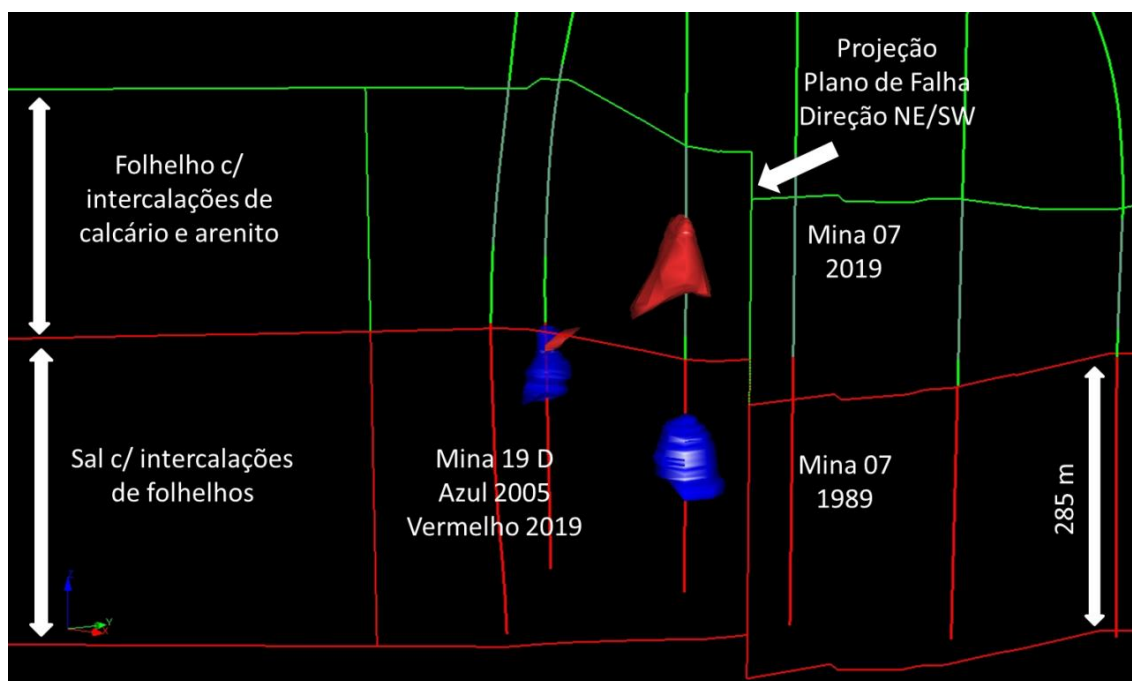 Projeção
Plano de Falha
Direção NE/SW
Folhelho c/
intercalações de
calcário e arenito
Mina 07
2019
Sal c/ intercalações
de folhelhos
Mina 19 D
Azul 2005
Vermelho 2019
Mina 07
1989
285 m
Z
Y
X